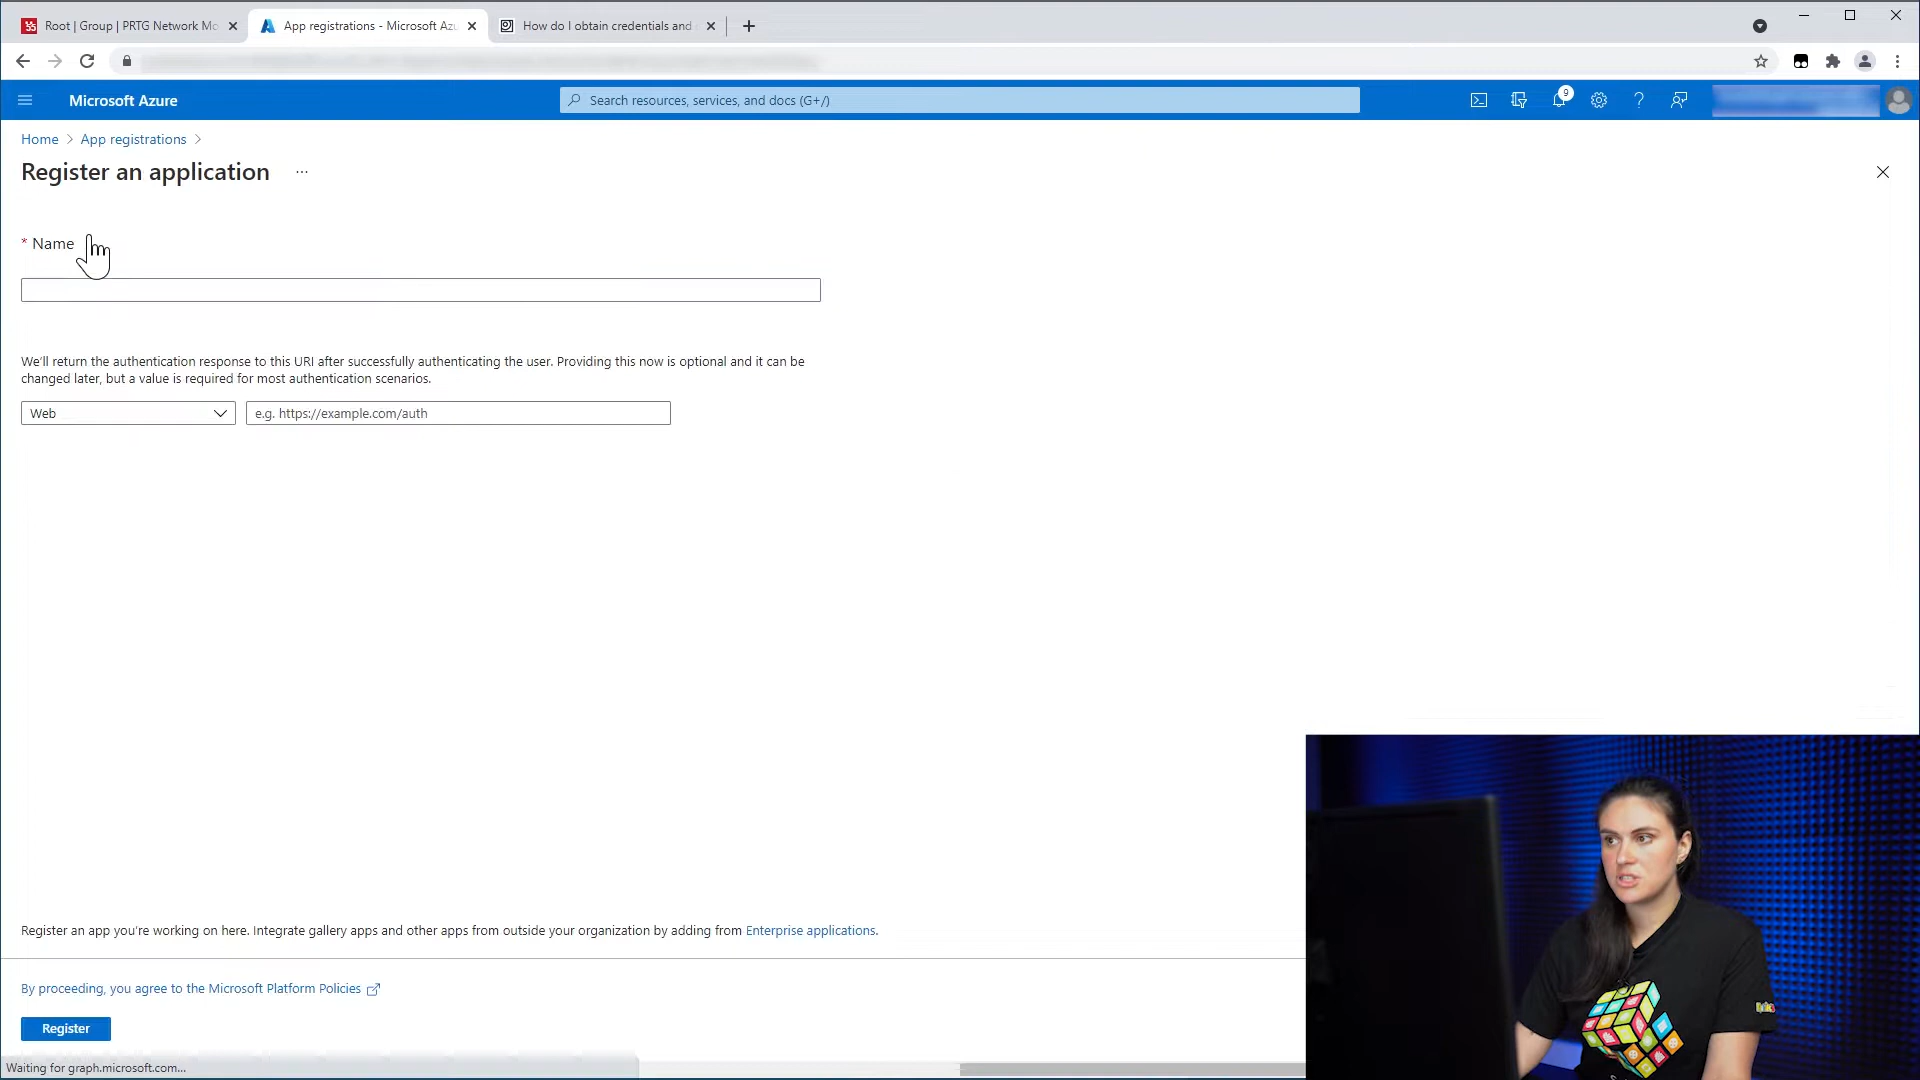 Root | Group | PRTG Network Mo
App registrations - Microsoft Azu
How do I obtain credentials and
Microsoft Azure
Search resources, services, and docs (G+/)
9
Home
App registrations
Register an application
...
* Name
We'll return the authentication response to this URI after successfully authenticating the user. Providing this now is optional and it can be
changed later, but a value is required for most authentication scenarios.
Web
e.g. https://example.com/auth
Register an app you're working on here. Integrate gallery apps and other apps from outside your organization by adding from Enterprise applications.
By proceeding, you agree to the Microsoft Platform Policies
Register
Waiting for graph.microsoft.com...